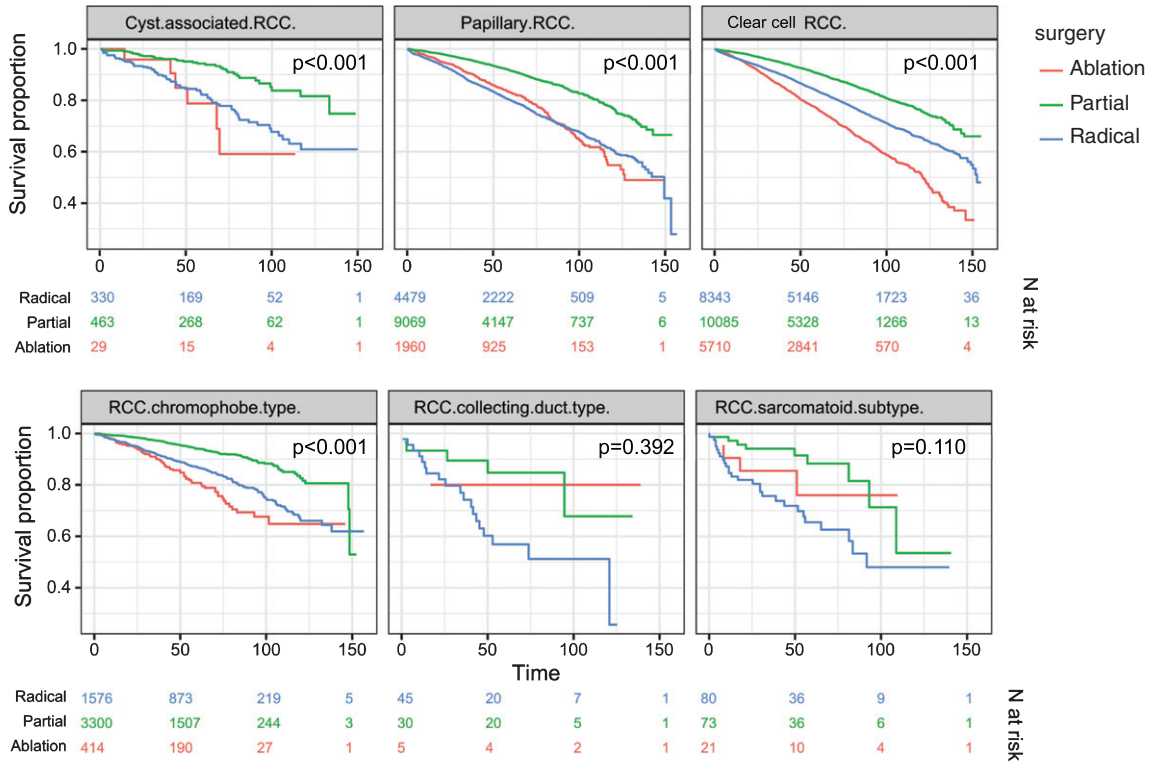 Cyst.associated.RCC. Papillary.RCC. Clear cell RCC.
surgery
Ablation
Partial
Radical
Survival proportion
1.0
0.8
0.6
0.4
p<0.001 p<0.001 p<0.001
0 50 100 150 0 50 100 150 0 50 100 150
N at risk
Radical 330 169 52 1 4479 2222 509 5 8343 5146 1723 36
Partial 463 268 62 1 9069 4147 737 6 10085 5328 1266 13
Ablation 29 15 4 1 1960 925 153 1 5710 2841 570 4
RCC.chromophobe.type. RCC.collecting.duct.type. RCC.sarcomatoid.subtype.
Survival proportion
1.0
0.8
0.6
0.4
p<0.001 p=0.392 p=0.110
0 50 100 150 0 50 100 150 0 50 100 150
Time
N at risk
Radical 1576 873 219 5 45 20 7 1 80 36 9 1
Partial 3300 1507 244 3 30 20 5 1 73 36 6 1
Ablation 414 190 27 1 5 4 2 1 21 10 4 1